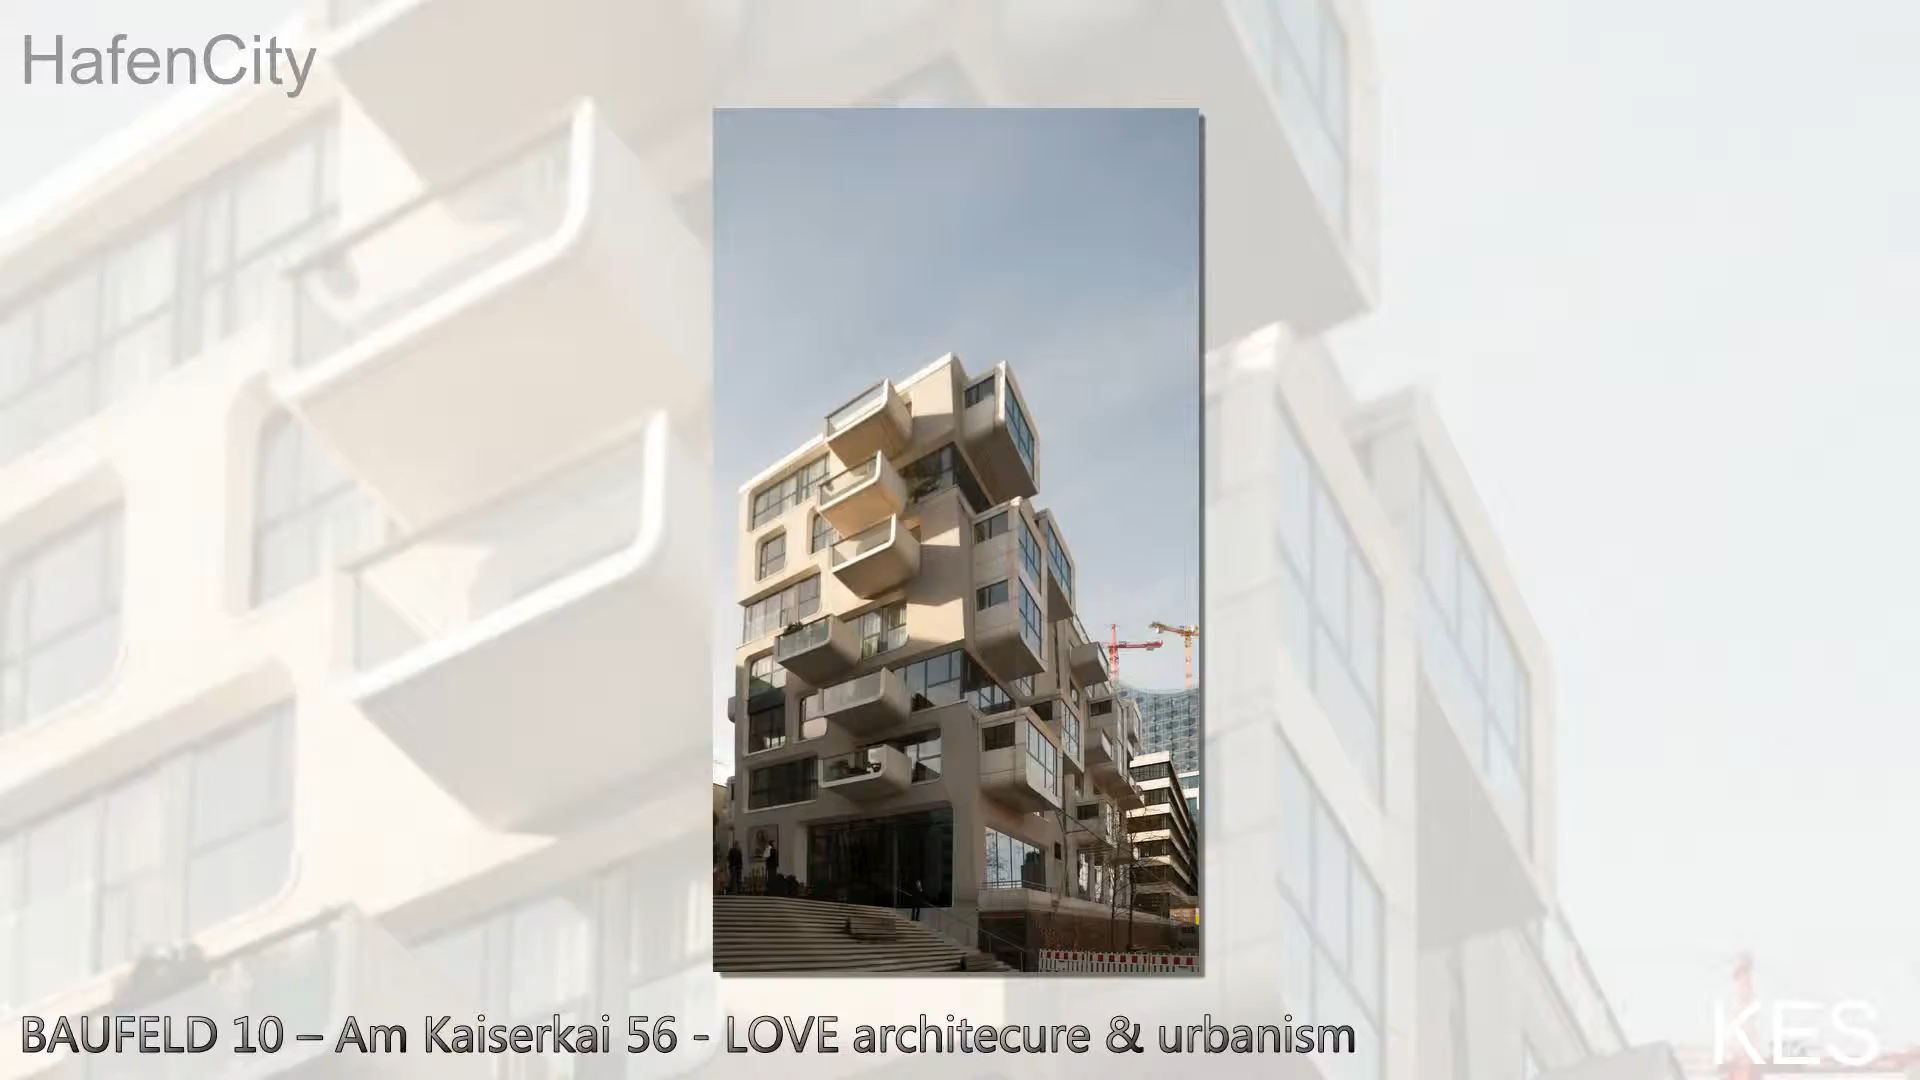 HafenCity
BAUFELD 10 – Am Kaiserkai 56 - LOVE architecure & urbanism
KES